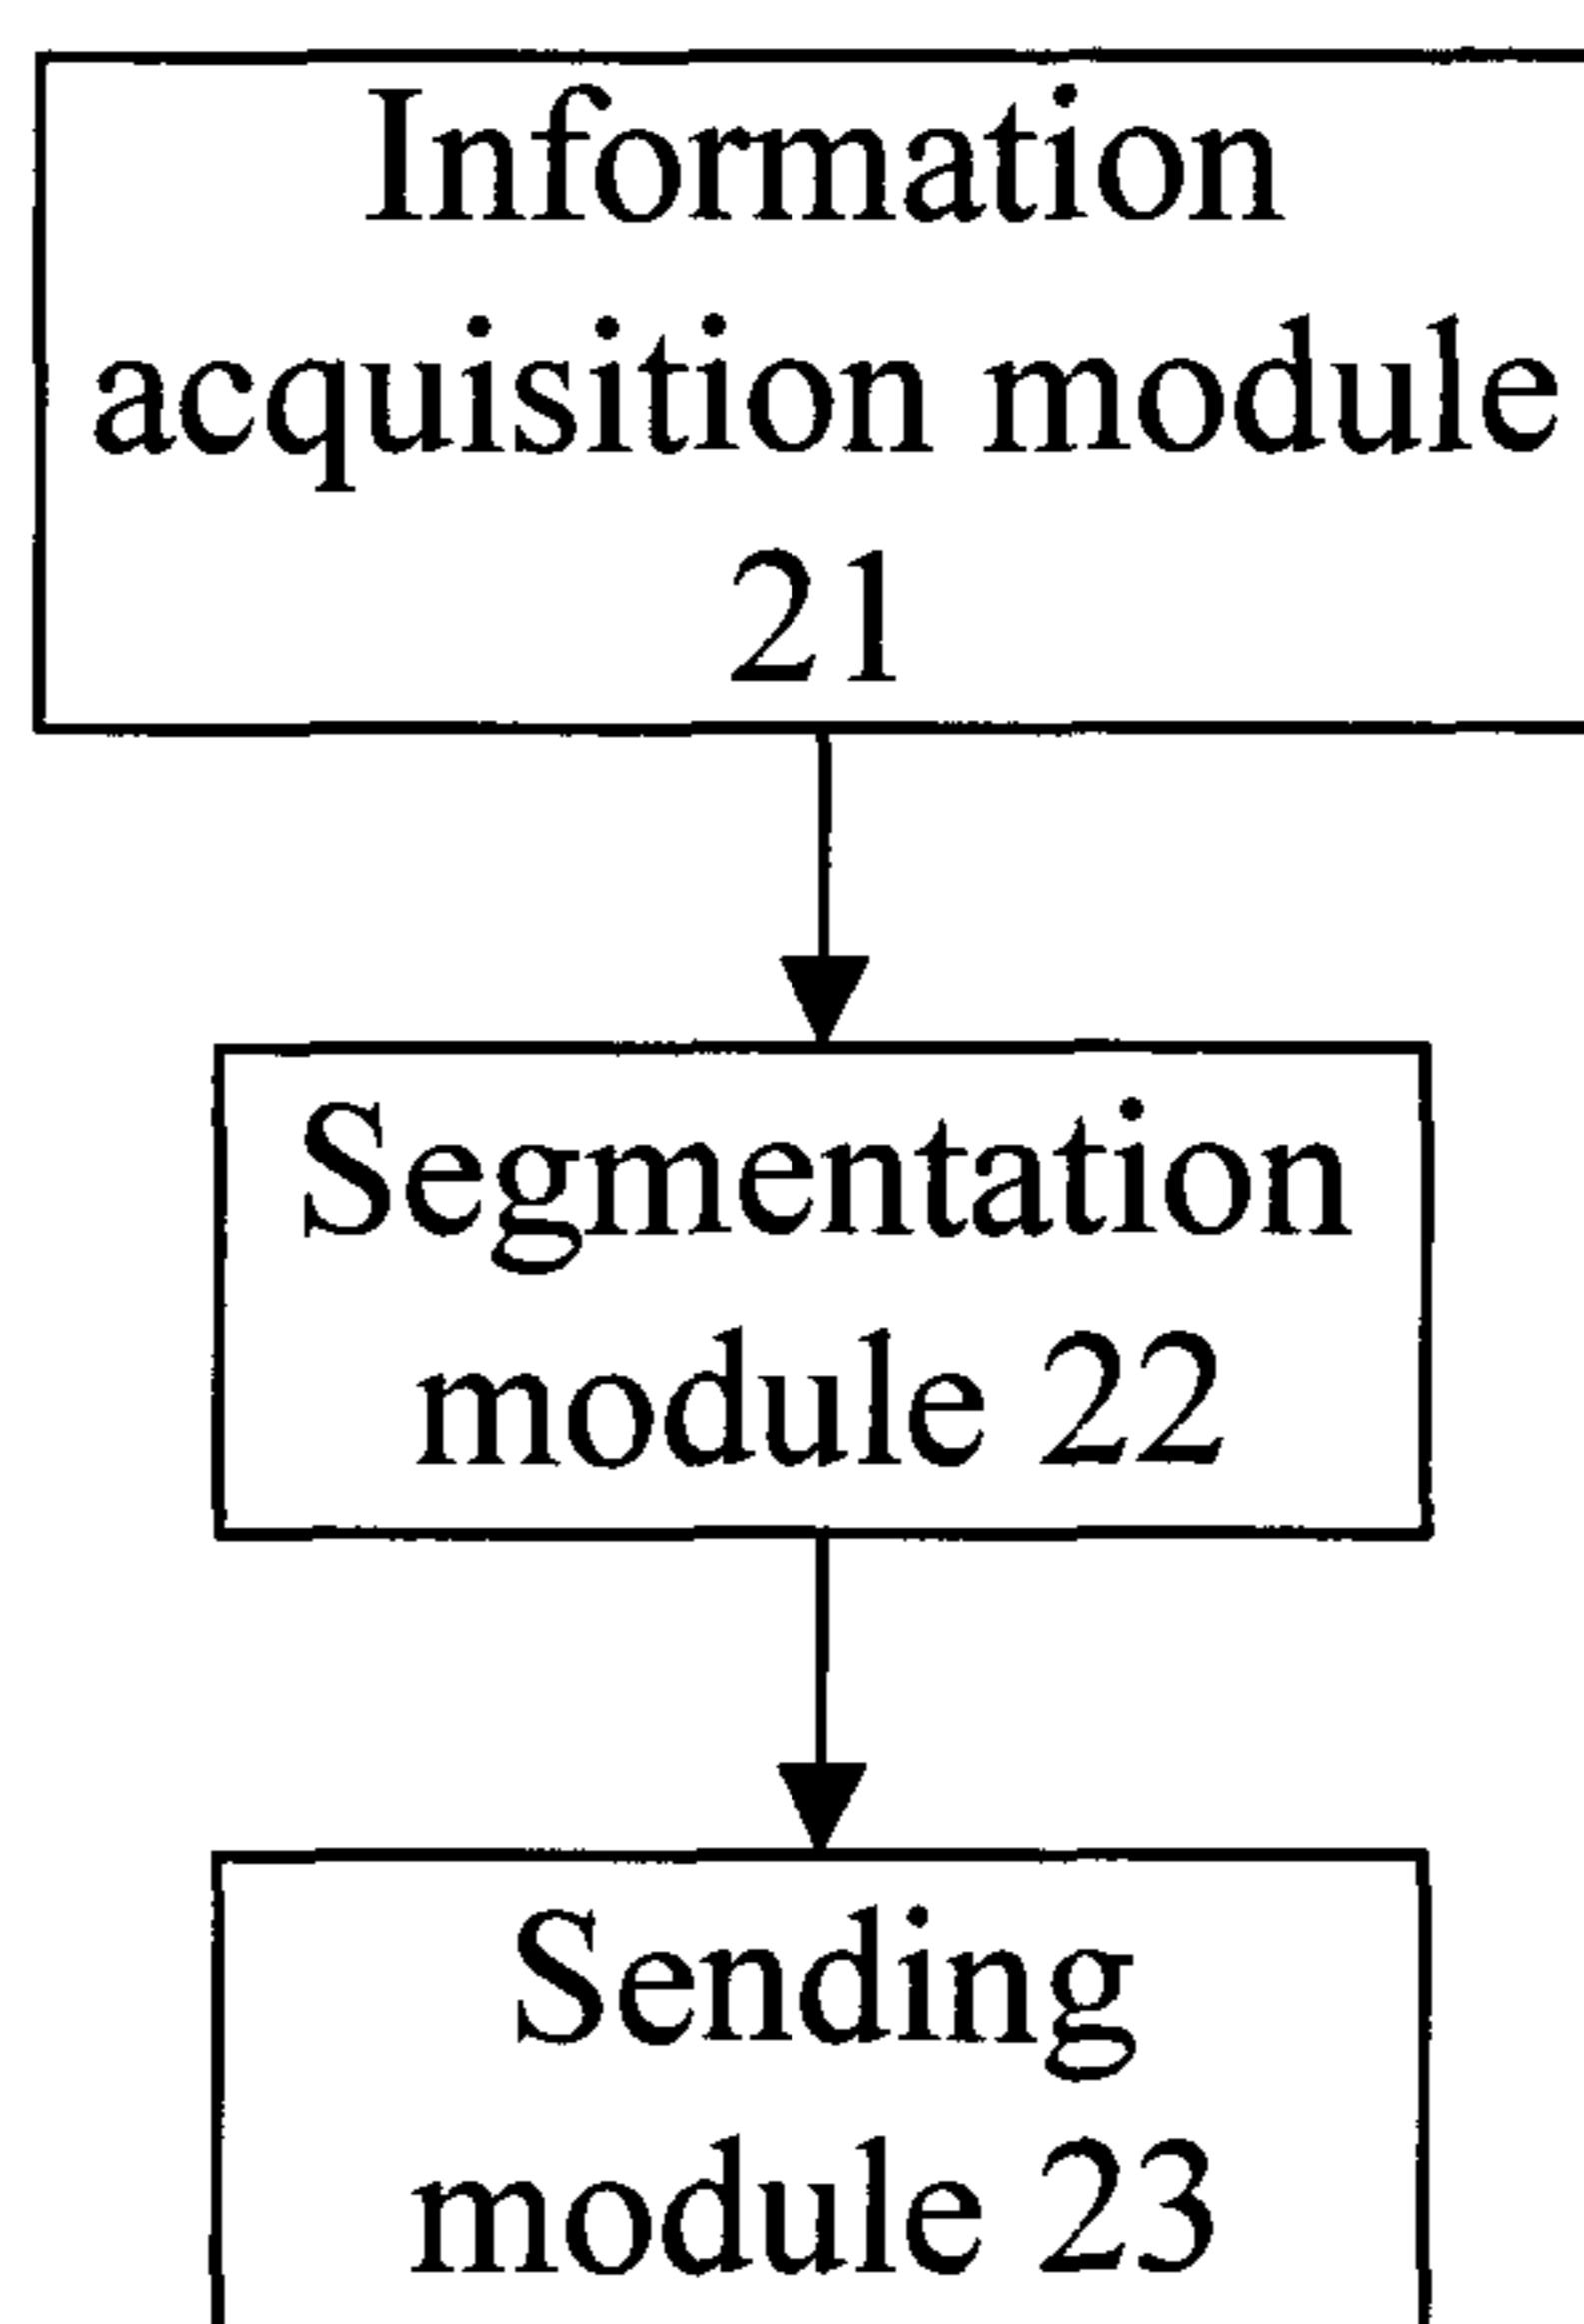 Information
acquisition module
21
Segmentation
module 22
Sending
module 23